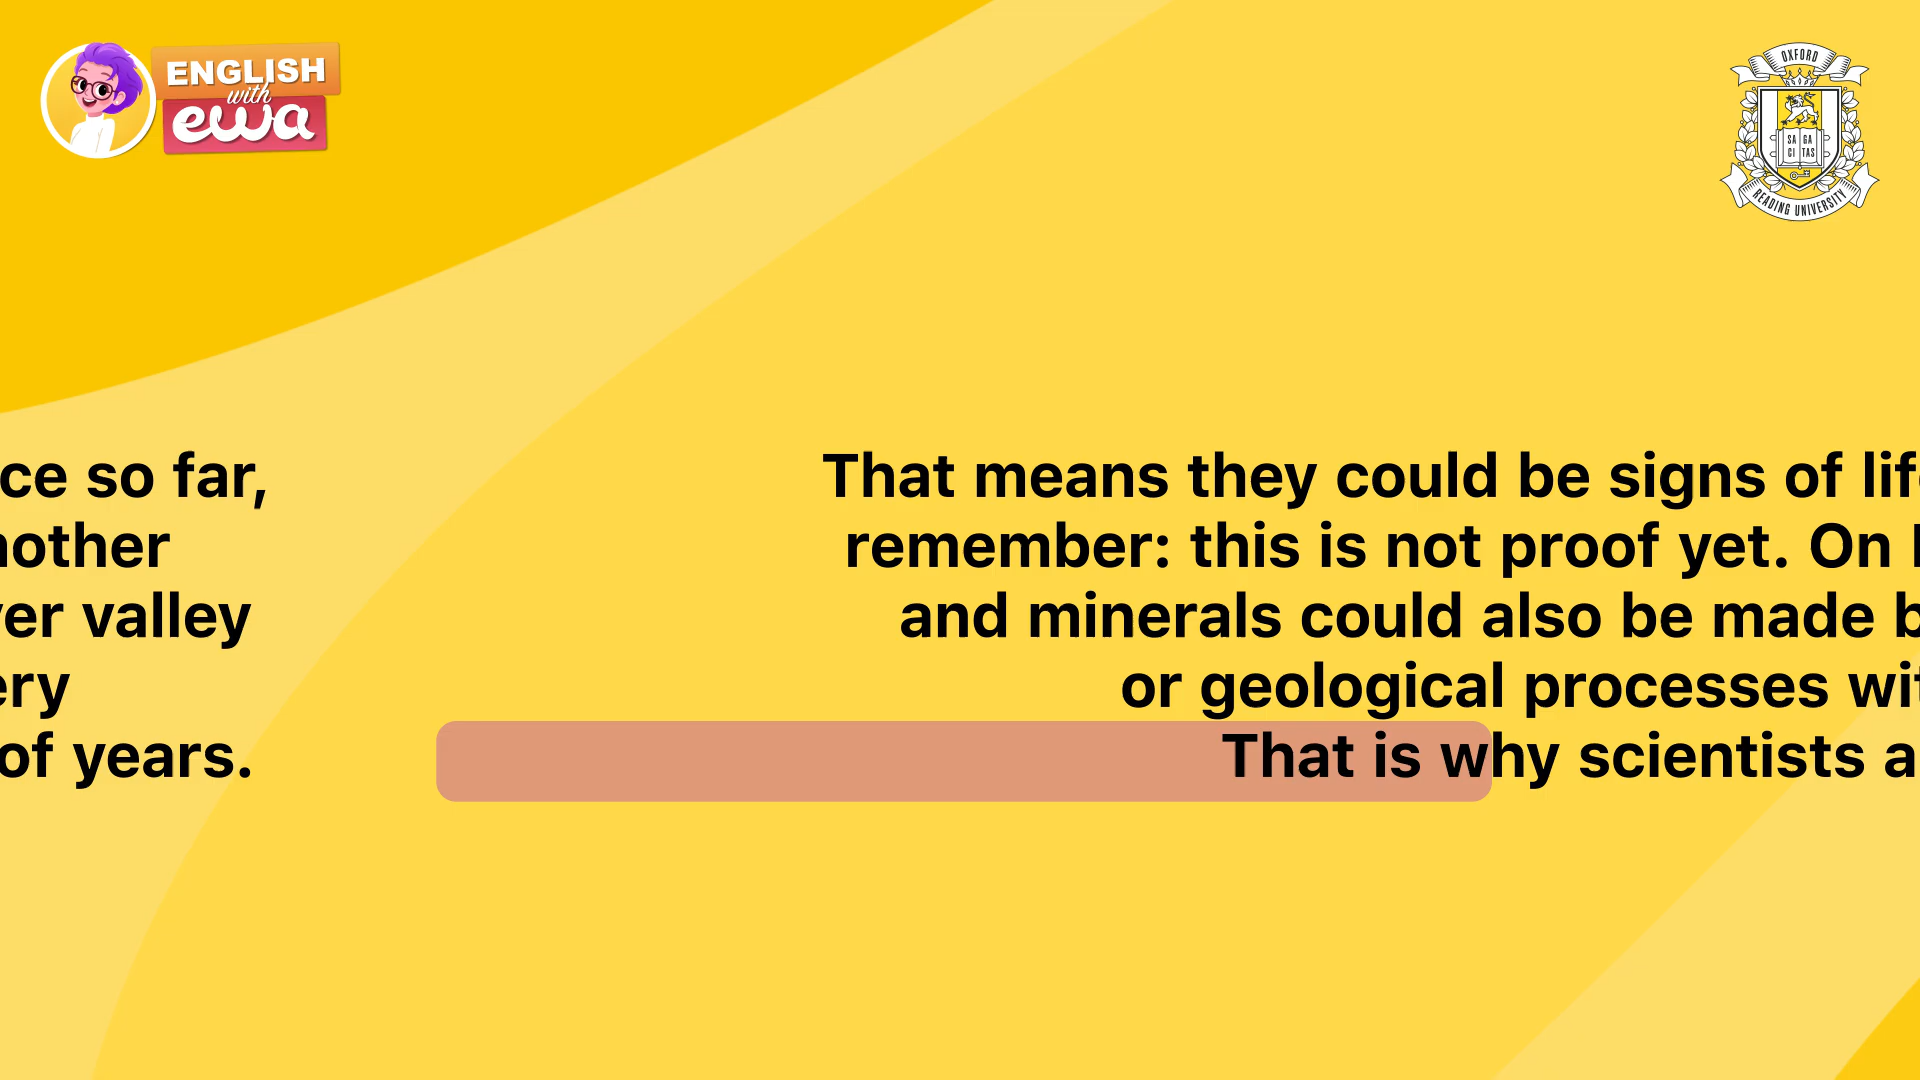 ENGLISH
with
ewa
OXFORD
SA GA
CI TAS
READING UNIVERSITY
ce so far,
nother
er valley
ery
of years.
That means they could be signs of lif
remember: this is not proof yet. On
and minerals could also be made b
or geological processes wit
That is why scientists a